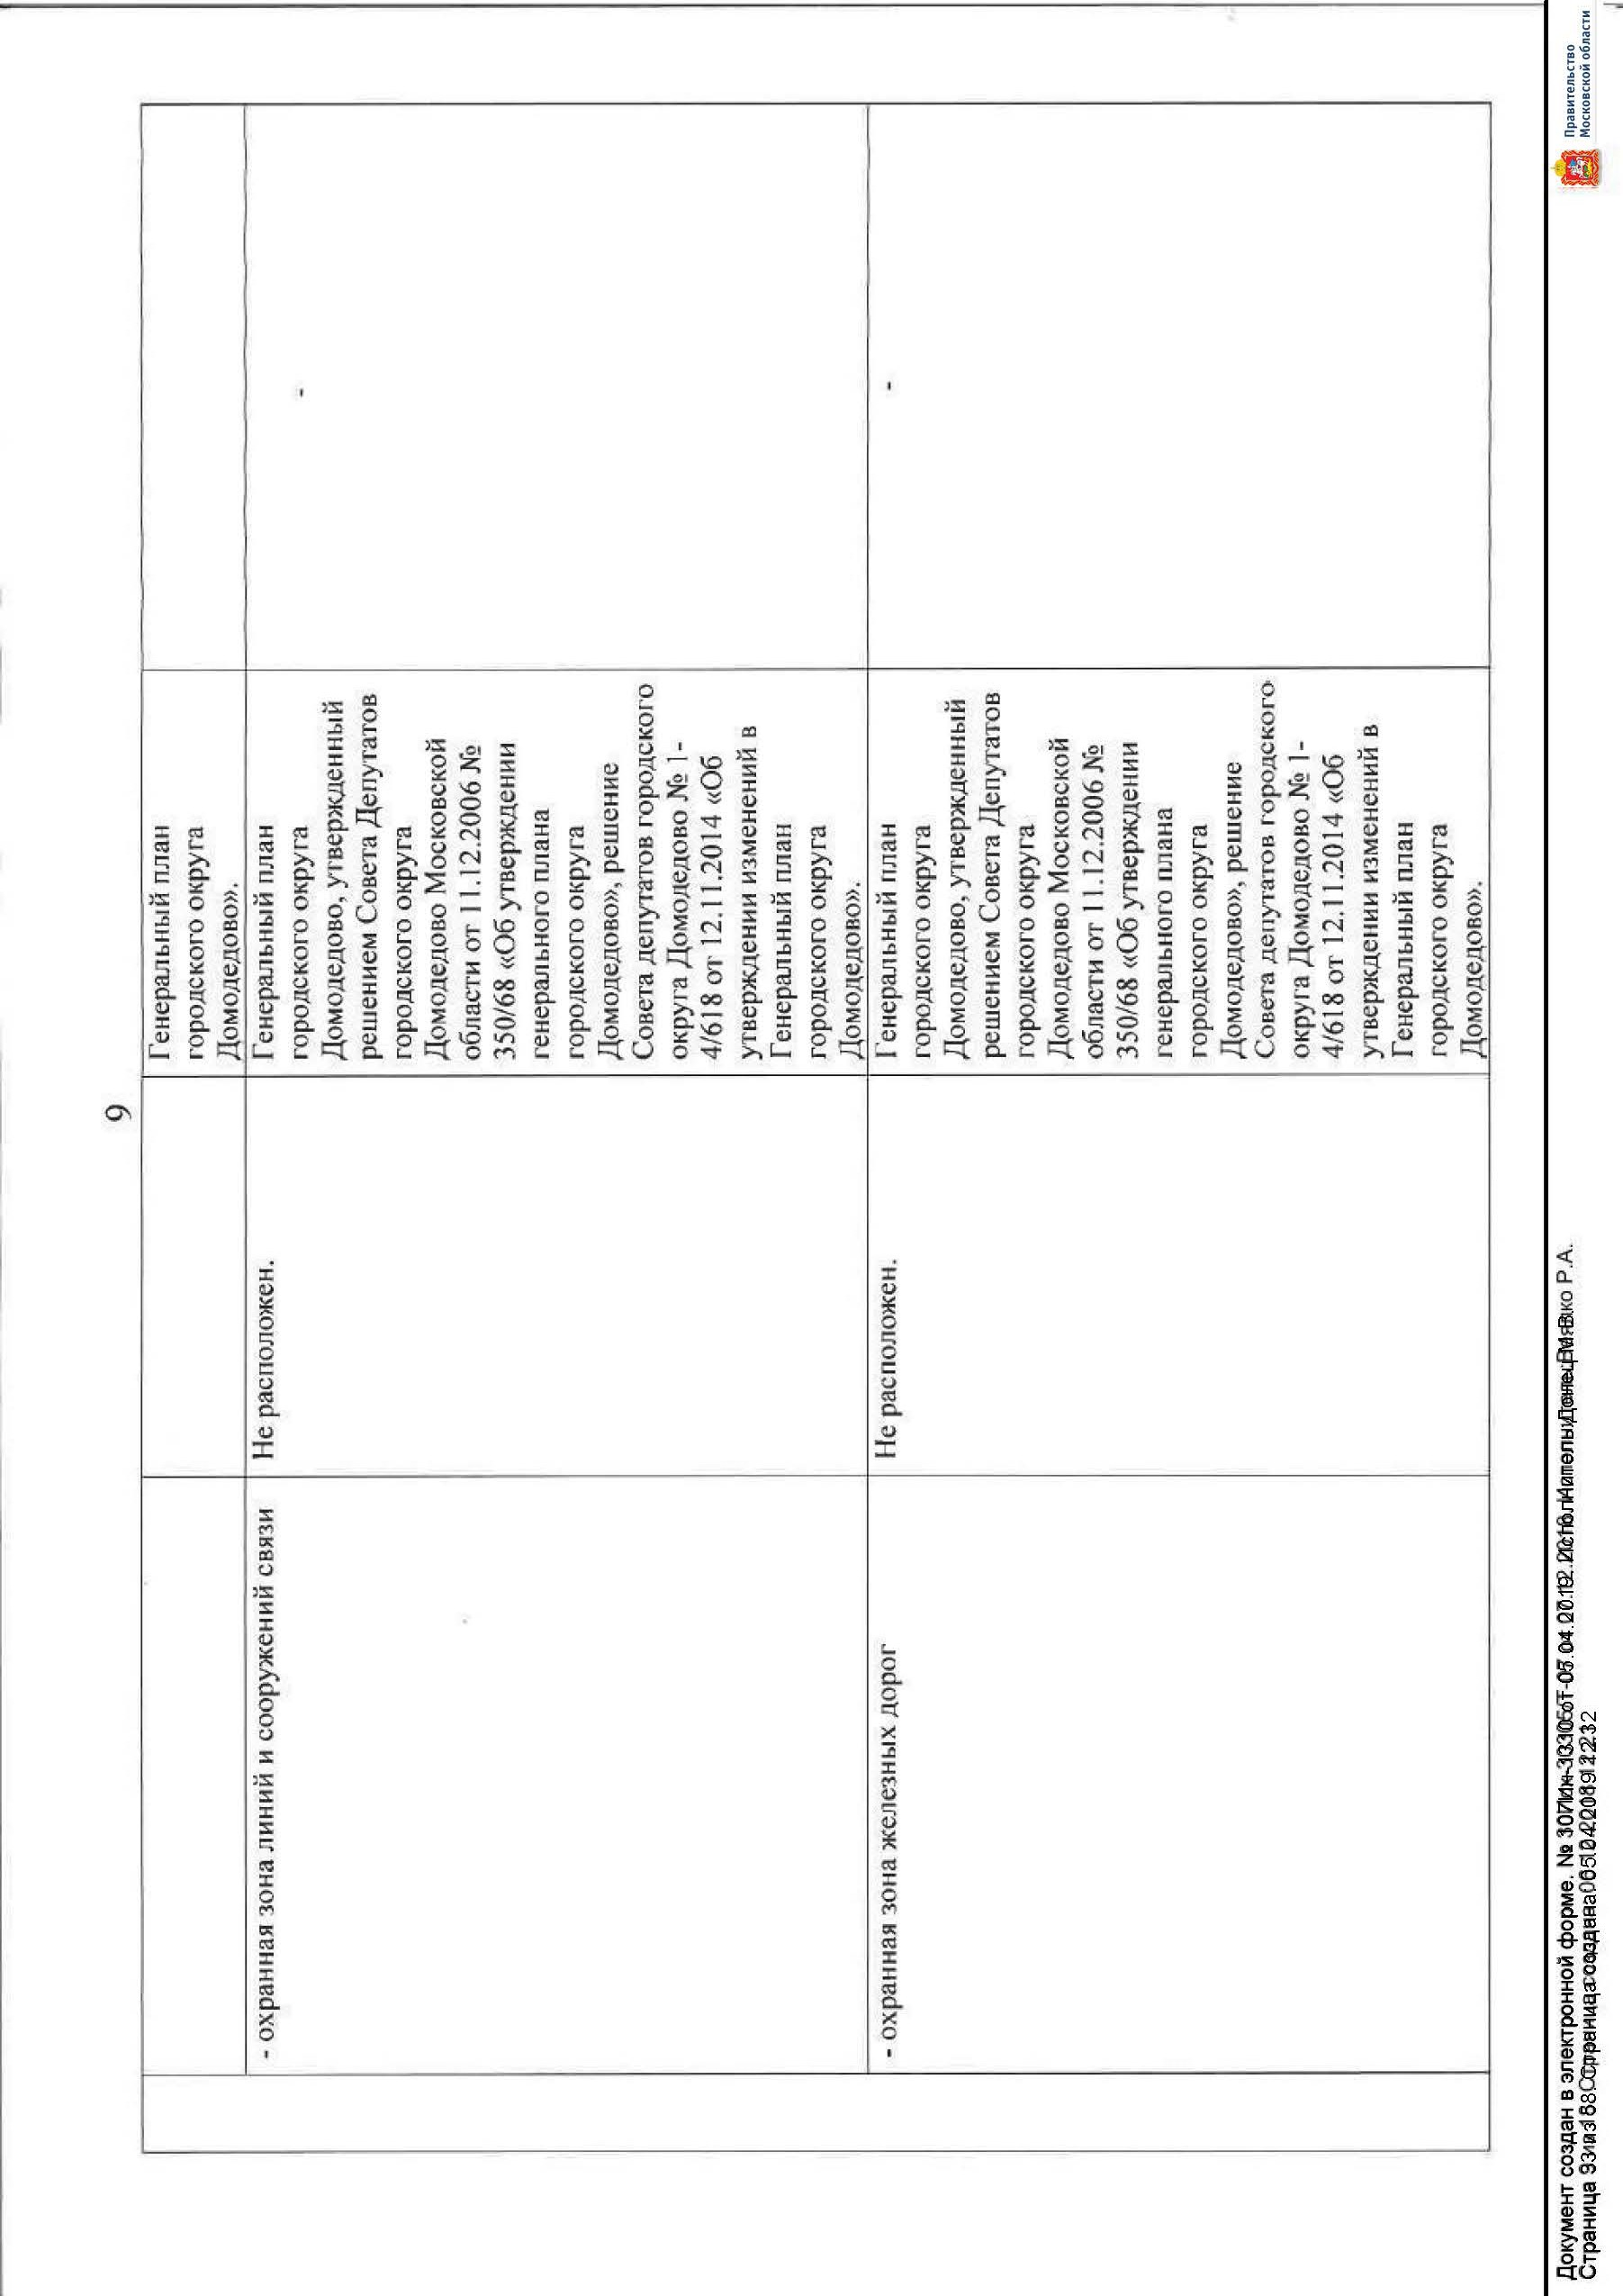 9
Генеральный план
городского округа
Домодедово».
- охранная зона линий и сооружений связи
Не расположен.
Генеральный план
городского округа
Домодедово, утвержденный
решением Совета Депутатов
городского округа
Домодедово Московской
области от 11.12.2006 №
350/68 «Об утверждении
генерального плана
городского округа
Домодедово», решение
Совета депутатов городского
округа Домодедово № 1-
4/618 от 12.11.2014 «Об
утверждении изменений в
Генеральный план
городского округа
Домодедово».
-
- охранная зона железных дорог
Не расположен.
Генеральный план
городского округа
Домодедово, утвержденный
решением Совета Депутатов
городского округа
Домодедово Московской
области от 11.12.2006 №
350/68 «Об утверждении
генерального плана
городского округа
Домодедово», решение
Совета депутатов городского
округа Домодедово № 1-
4/618 от 12.11.2014 «Об
утверждении изменений в
Генеральный план
городского округа
Домодедово».
-
Документ создан в электронной форме. №
Страница
Правительство
Московской области